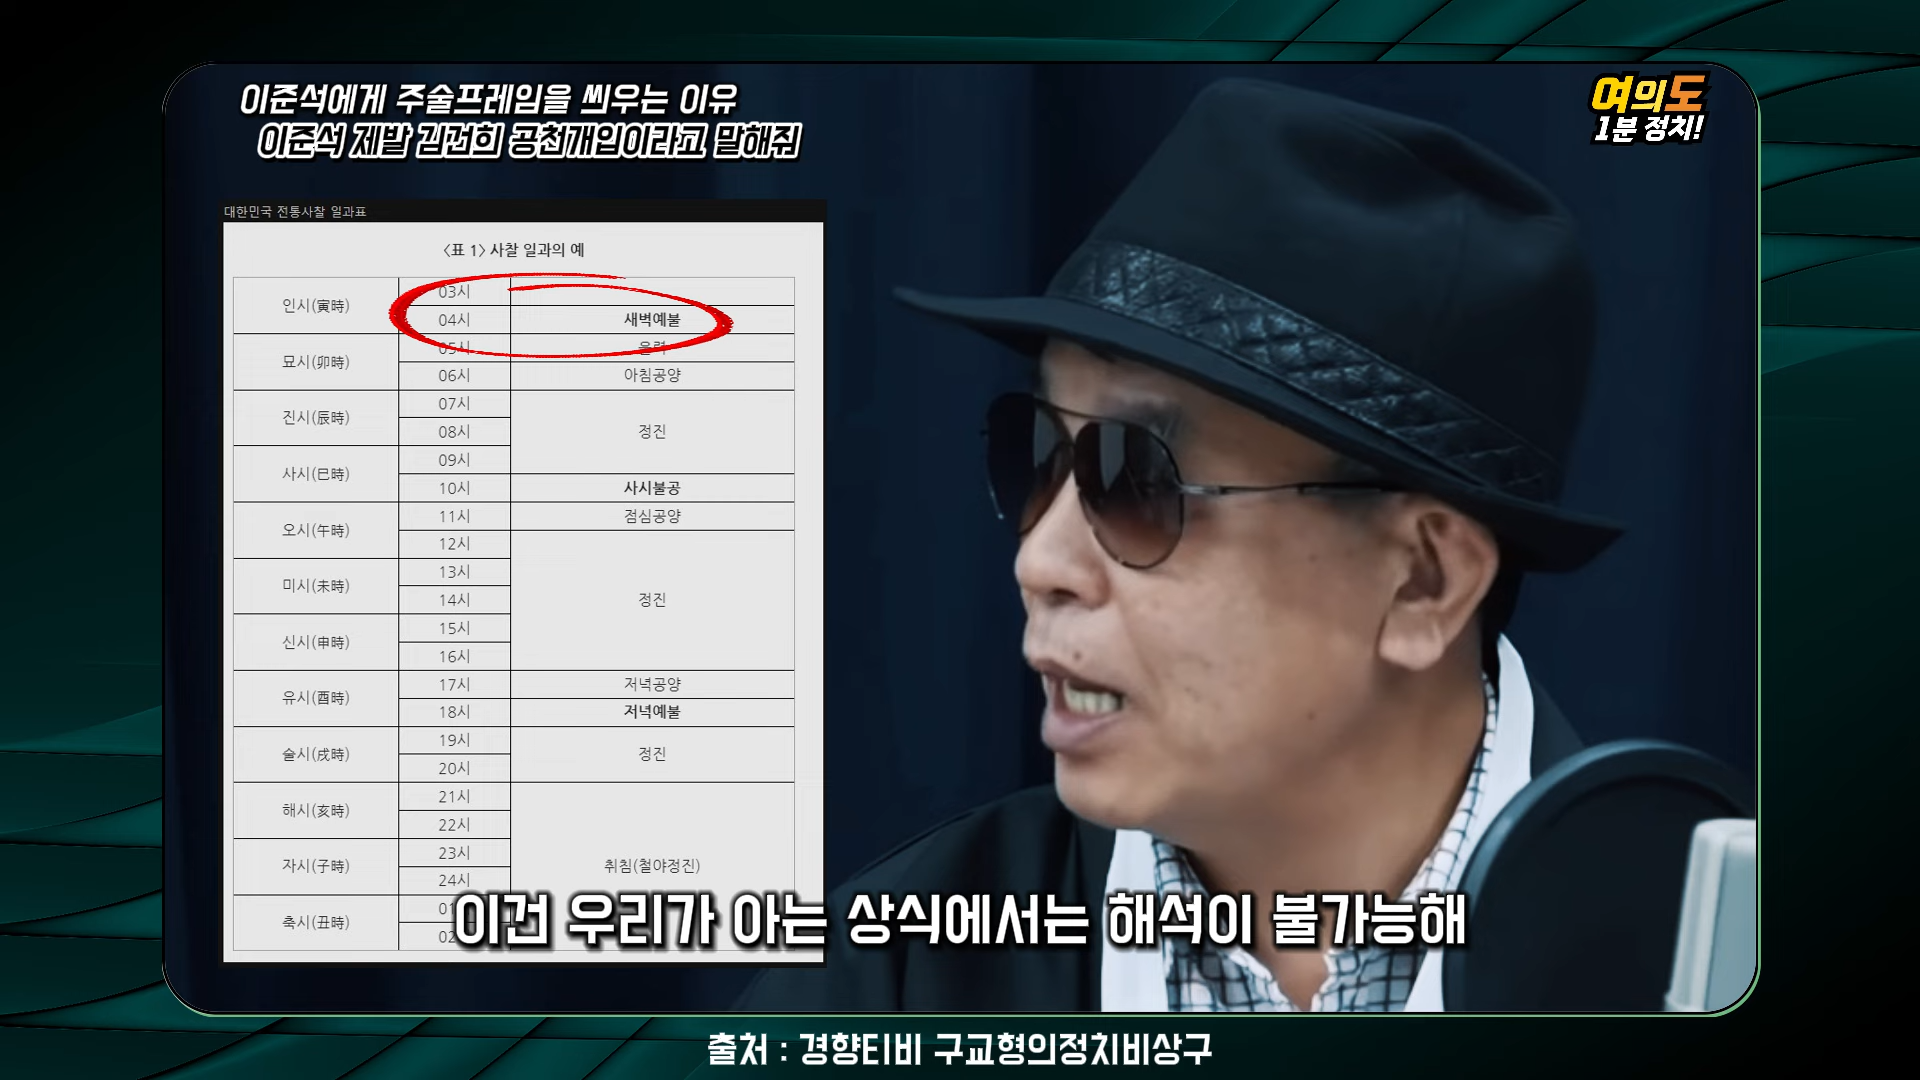 이준석에게 주술프레임을 씌우는 이유
이준석 제발 김건희 공천개입이라고 말해줘
여의도
1분 정치!
대한민국 전통사찰 일과표
<표 1> 사찰 일과의 예
인시(寅時)
03시
04시 새벽예불
묘시(卯時)
05시 울력
06시 아침공양
진시(辰時)
07시
08시
정진
사시(巳時)
09시
10시 사시불공
오시(午時)
11시 점심공양
12시
미시(未時)
13시
14시
정진
신시(申時)
15시
16시
유시(酉時)
17시 저녁공양
18시 저녁예불
술시(戌時)
19시
20시
정진
해시(亥時)
21시
22시
자시(子時)
23시
24시
취침(철야정진)
축시(丑時)
01
02
이건 우리가 아는 상식에서는 해석이 불가능해
출처 : 경향티비 구교형의정치비상구